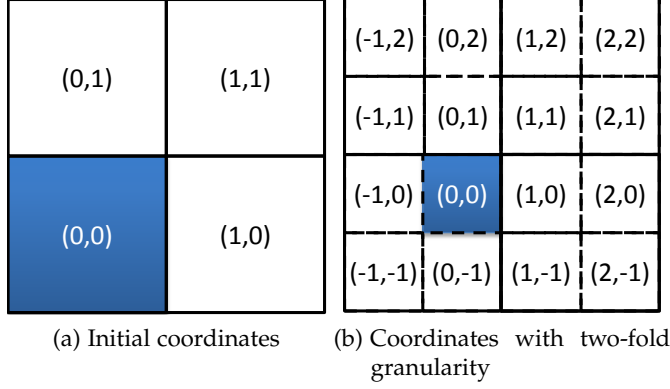 (0,1) (1,1)
(0,0) (1,0)
(a) Initial coordinates
(-1,2) (0,2) (1,2) (2,2)
(-1,1) (0,1) (1,1) (2,1)
(-1,0) (0,0) (1,0) (2,0)
(-1,-1) (0,-1) (1,-1) (2,-1)
(b) Coordinates with two-fold
granularity